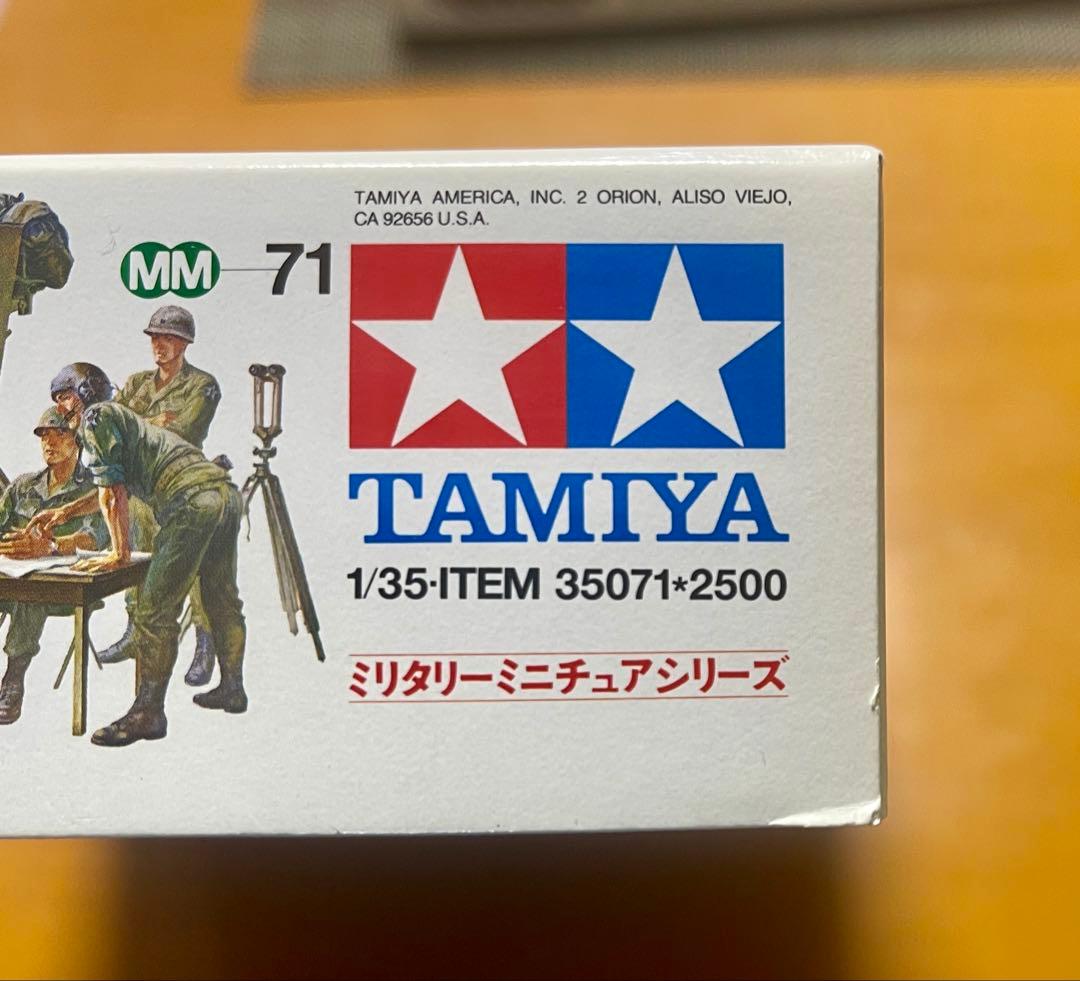 TAMIYA AMERICA, INC. 2 ORION, ALISO VIEJO,
CA 92656 U.S.A.
MM 71
TAMIYA
1/35·ITEM 35071*2500
ミリタリーミニチュアシリーズ